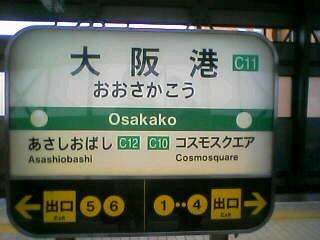 大阪港 C11
おおさかこう
Osakako
あさしおばし C12 C10 コスモスクエア
Asashiobashi Cosmosquare
出口 ⑤ ⑥ ①･･④ 出口
Exit Exit